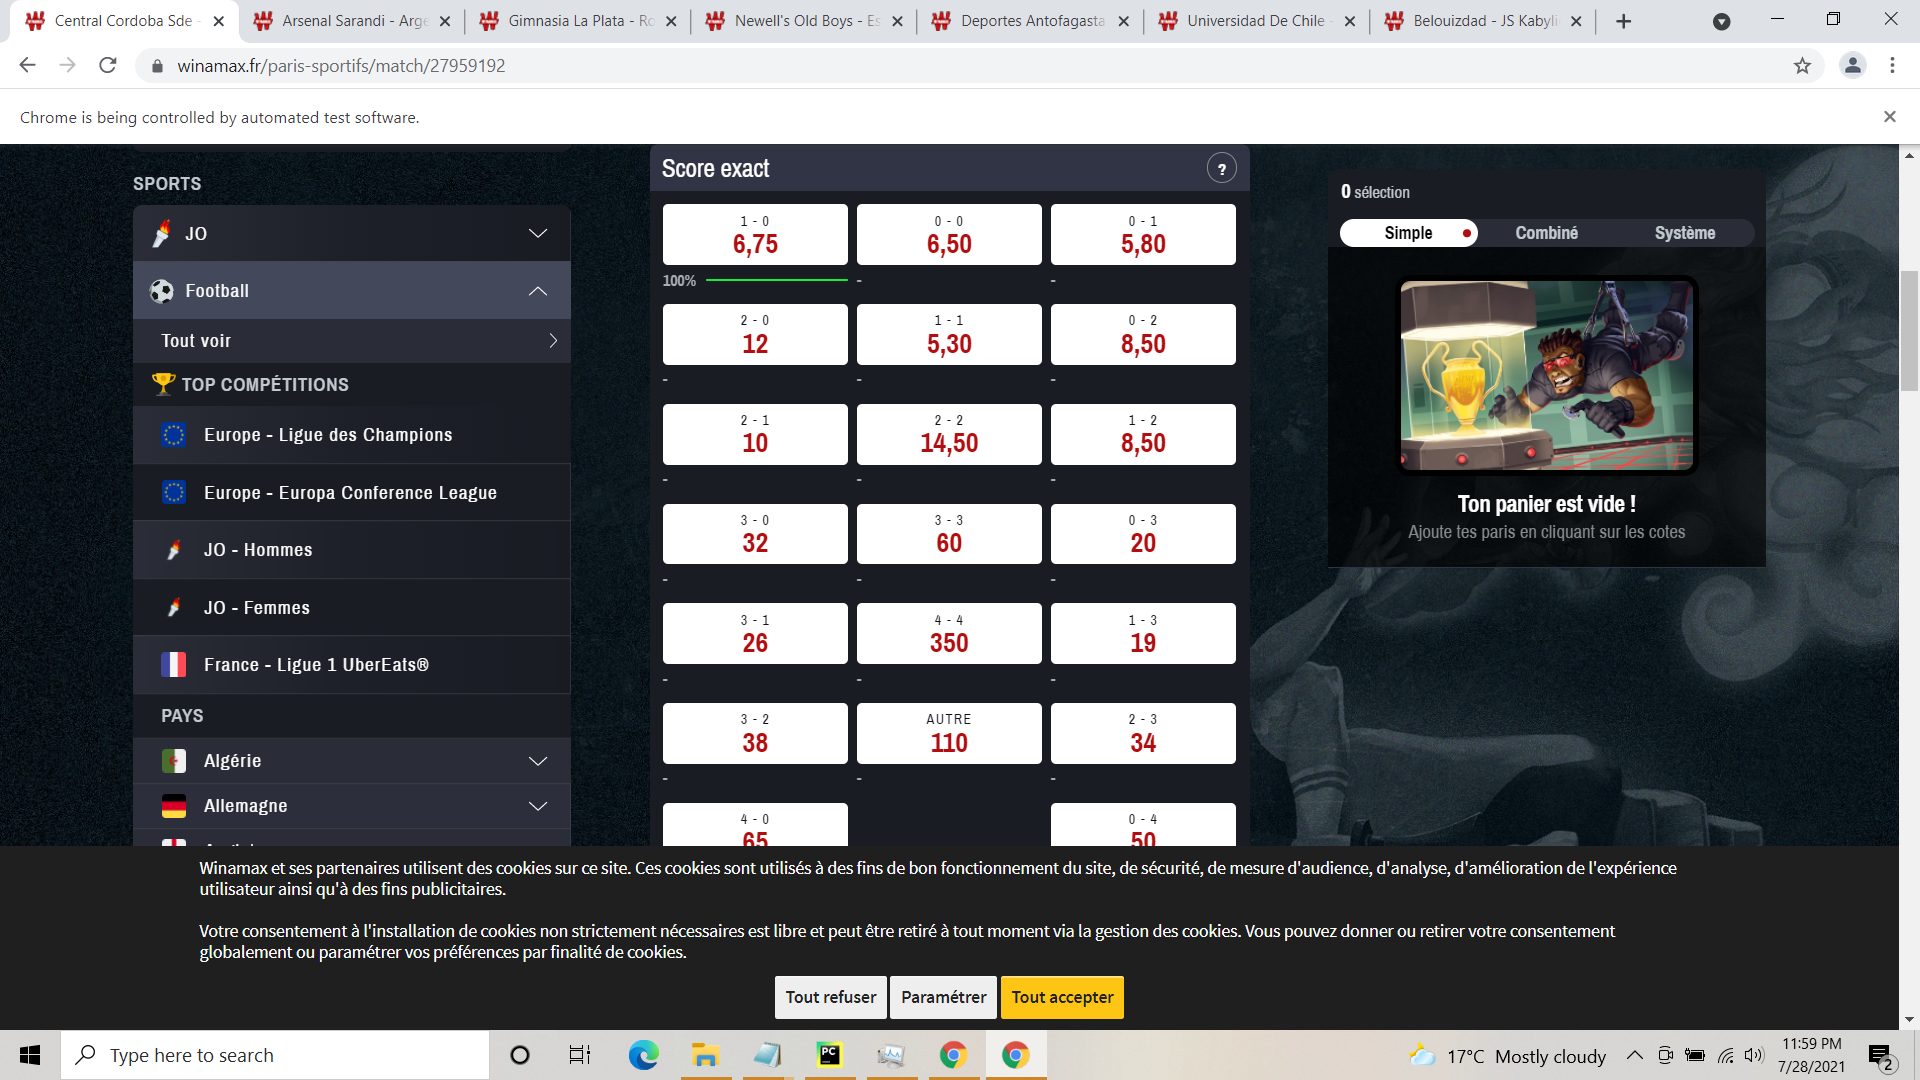 Central Cordoba Sde -
Arsenal Sarandi - Arge
Gimnasia La Plata - Ro
Newell's Old Boys - Es
Deportes Antofagasta
Universidad De Chile -
Belouizdad - JS Kabyli
winamax.fr/paris-sportifs/match/27959192
Chrome is being controlled by automated test software.
SPORTS
JO
Football
Tout voir
TOP COMPÉTITIONS
Europe - Ligue des Champions
Europe - Europa Conference League
JO - Hommes
JO - Femmes
France - Ligue 1 UberEats®
PAYS
Algérie
Allemagne
Score exact
?
1 - 0
0 - 0
0 - 1
6,75
6,50
5,80
100%
-
-
2 - 0
1 - 1
0 - 2
12
5,30
8,50
-
-
-
2 - 1
2 - 2
1 - 2
10
14,50
8,50
-
-
-
3 - 0
3 - 3
0 - 3
32
60
20
-
-
-
3 - 1
4 - 4
1 - 3
26
350
19
-
-
-
3 - 2
AUTRE
2 - 3
38
110
34
-
-
-
4 - 0
0 - 4
65
50
0 sélection
Simple
Combiné
Système
Ton panier est vide !
Ajoute tes paris en cliquant sur les cotes
Winamax et ses partenaires utilisent des cookies sur ce site. Ces cookies sont utilisés à des fins de bon fonctionnement du site, de sécurité, de mesure d'audience, d'analyse, d'amélioration de l'expérience
utilisateur ainsi qu'à des fins publicitaires.
Votre consentement à l'installation de cookies non strictement nécessaires est libre et peut être retiré à tout moment via la gestion des cookies. Vous pouvez donner ou retirer votre consentement
globalement ou paramétrer vos préférences par finalité de cookies.
Tout refuser
Paramétrer
Tout accepter
Type here to search
PC
17°C Mostly cloudy
11:59 PM
7/28/2021
2